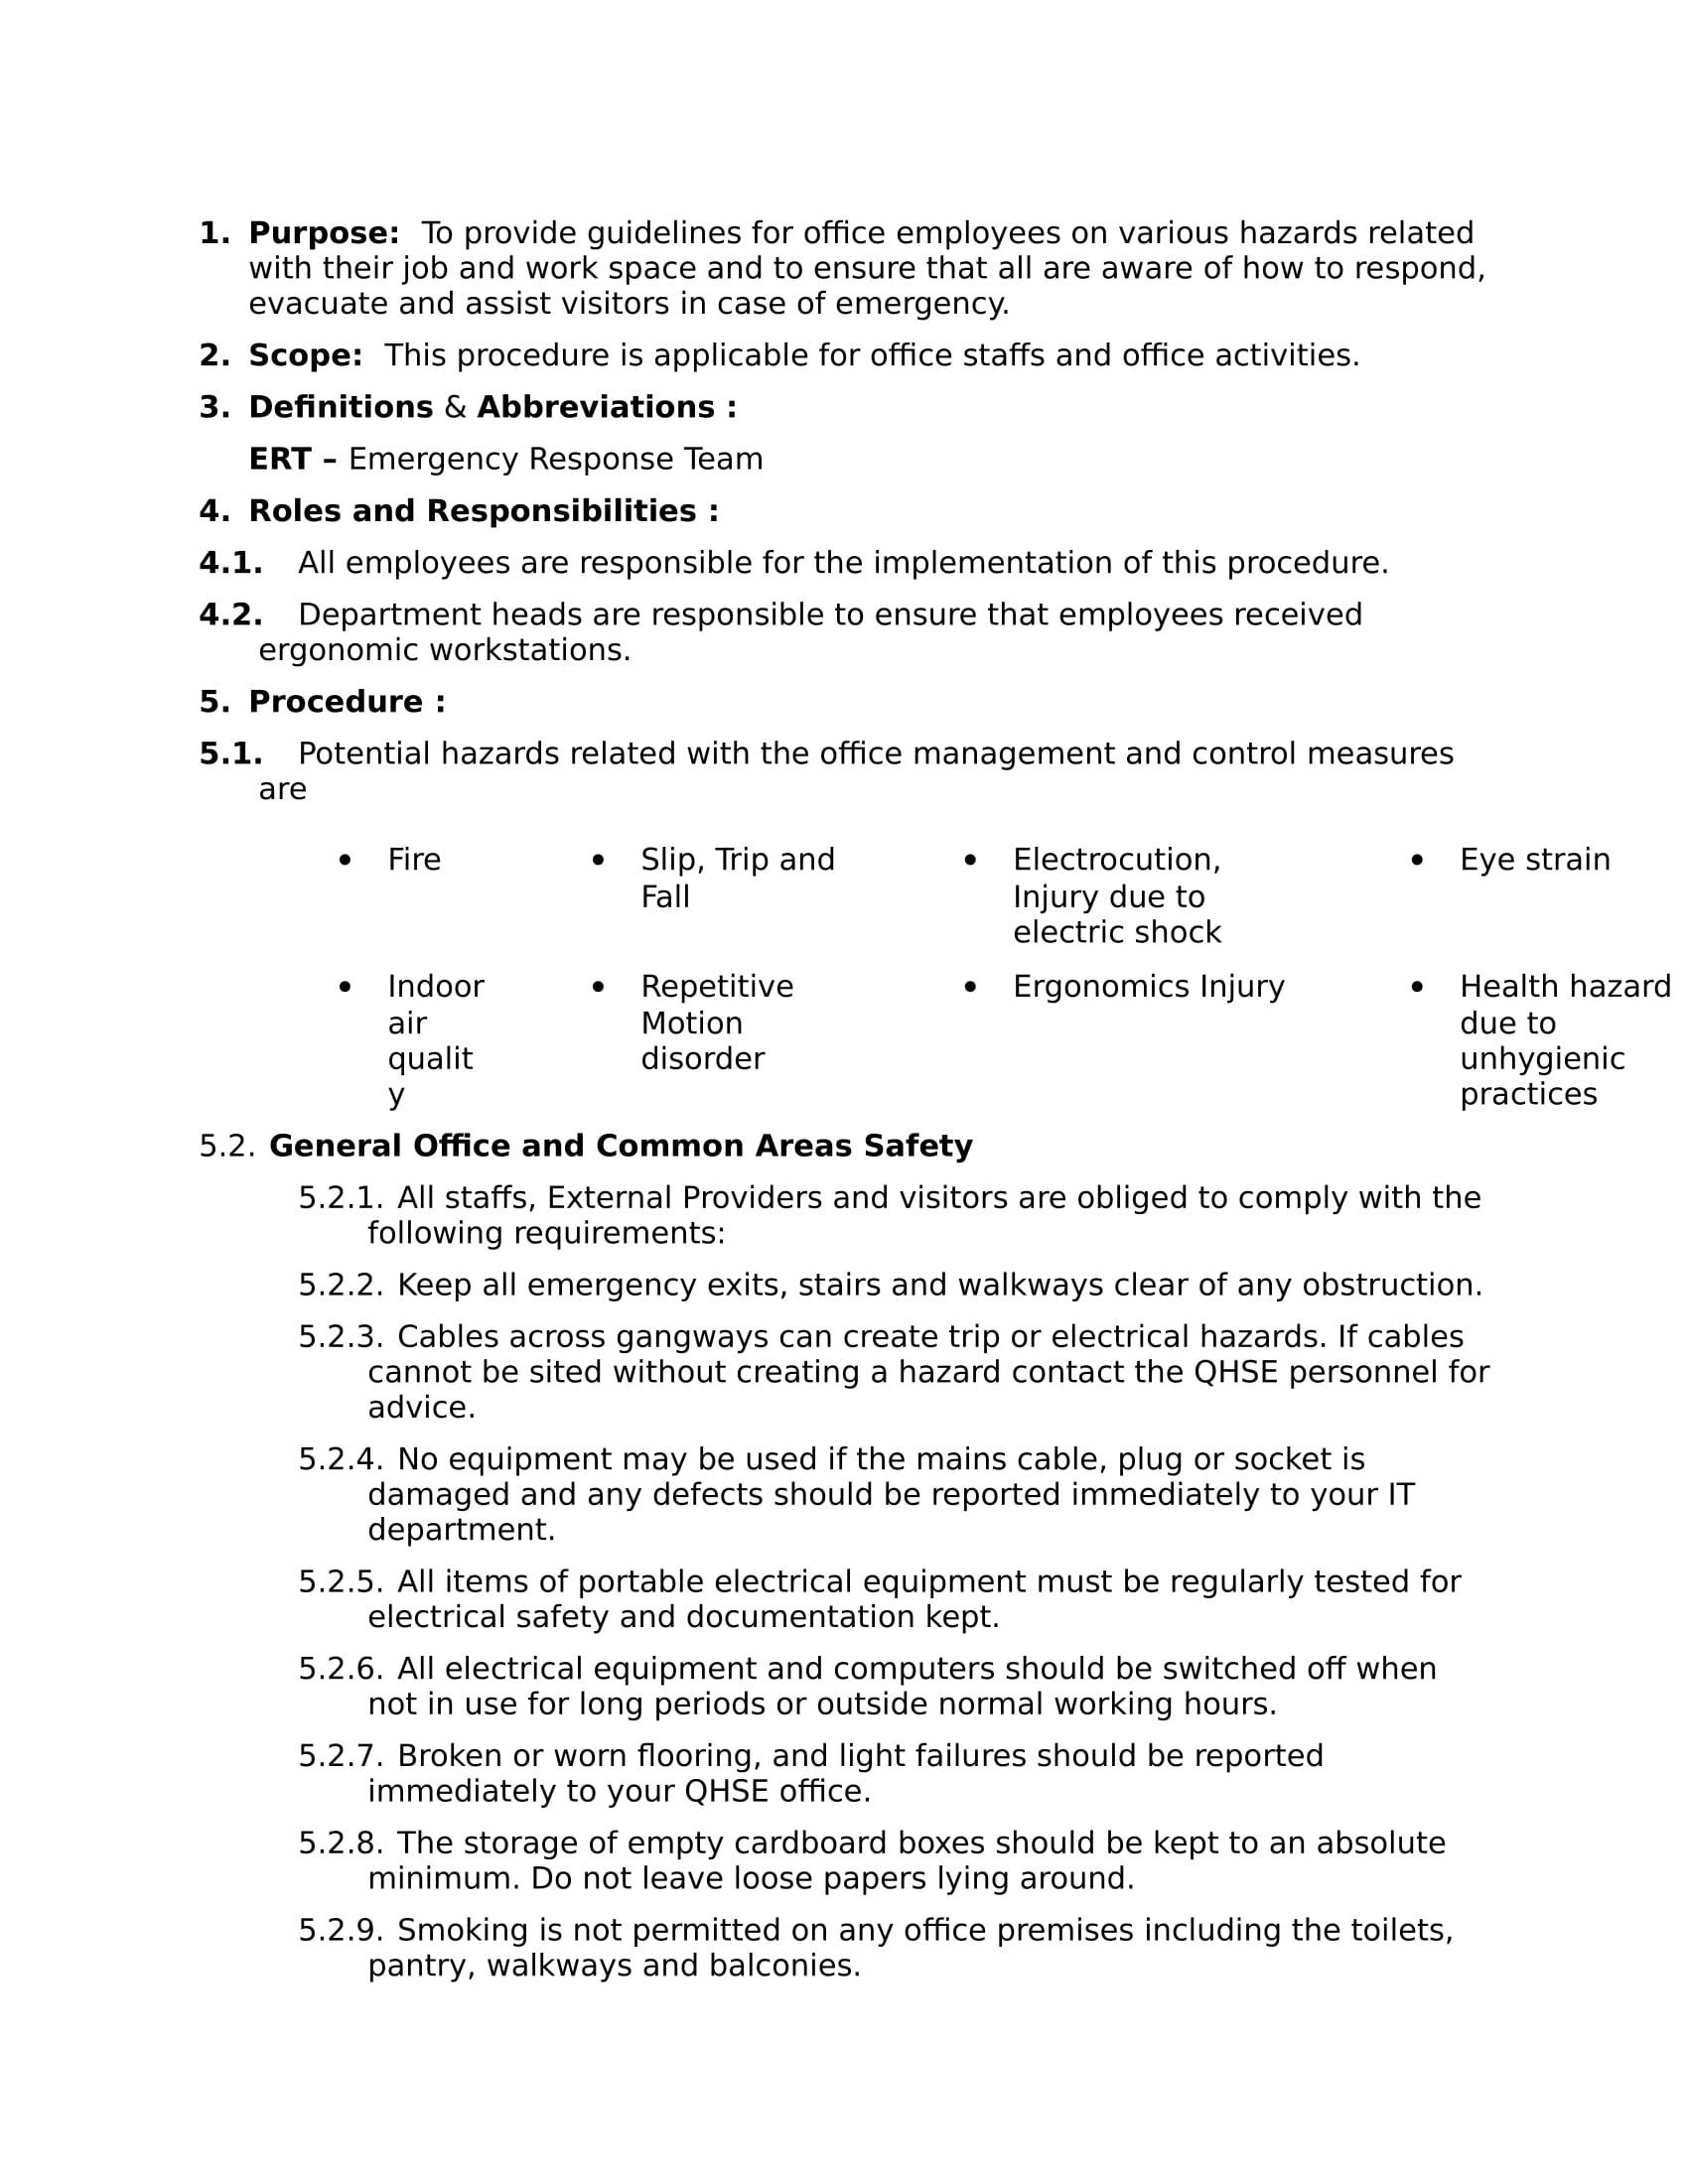 1. Purpose: To provide guidelines for office employees on various hazards related
with their job and work space and to ensure that all are aware of how to respond,
evacuate and assist visitors in case of emergency.
2. Scope: This procedure is applicable for office staffs and office activities.
3. Definitions & Abbreviations :
ERT – Emergency Response Team
4. Roles and Responsibilities :
4.1. All employees are responsible for the implementation of this procedure.
4.2. Department heads are responsible to ensure that employees received
ergonomic workstations.
5. Procedure :
5.1. Potential hazards related with the office management and control measures
are
• Fire
• Slip, Trip and
Fall
• Electrocution,
Injury due to
electric shock
• Eye strain
• Indoor
air
qualit
y
• Repetitive
Motion
disorder
• Ergonomics Injury
• Health hazard
due to
unhygienic
practices
5.2. General Office and Common Areas Safety
5.2.1. All staffs, External Providers and visitors are obliged to comply with the
following requirements:
5.2.2. Keep all emergency exits, stairs and walkways clear of any obstruction.
5.2.3. Cables across gangways can create trip or electrical hazards. If cables
cannot be sited without creating a hazard contact the QHSE personnel for
advice.
5.2.4. No equipment may be used if the mains cable, plug or socket is
damaged and any defects should be reported immediately to your IT
department.
5.2.5. All items of portable electrical equipment must be regularly tested for
electrical safety and documentation kept.
5.2.6. All electrical equipment and computers should be switched off when
not in use for long periods or outside normal working hours.
5.2.7. Broken or worn flooring, and light failures should be reported
immediately to your QHSE office.
5.2.8. The storage of empty cardboard boxes should be kept to an absolute
minimum. Do not leave loose papers lying around.
5.2.9. Smoking is not permitted on any office premises including the toilets,
pantry, walkways and balconies.